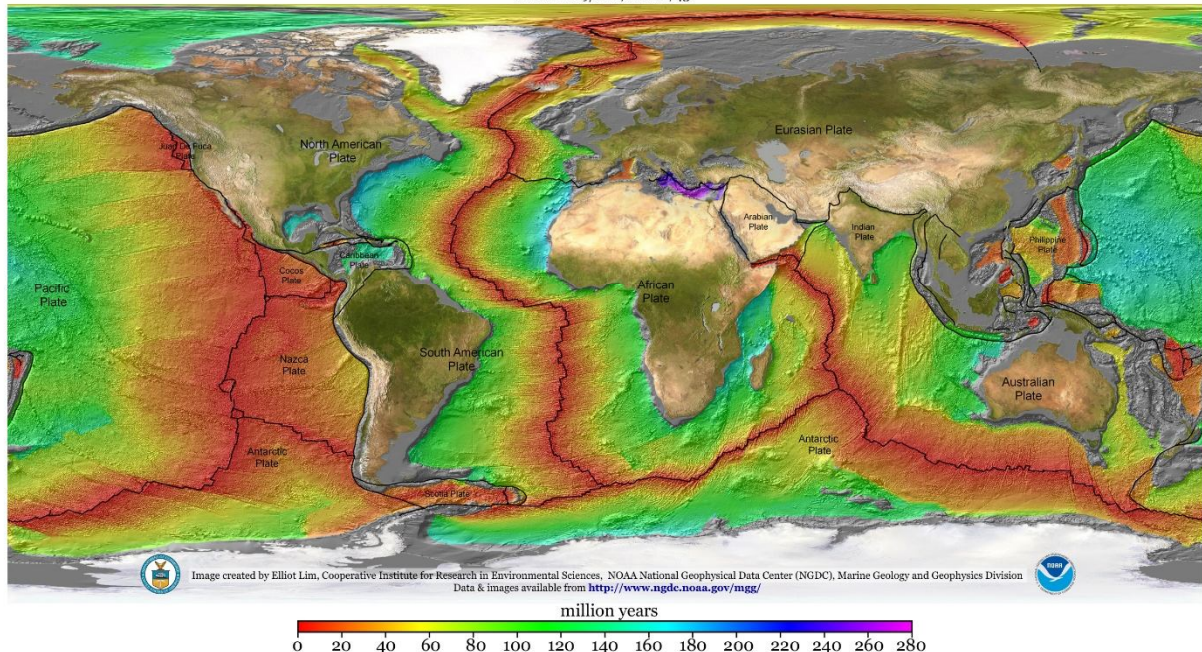 Eurasian Plate
North American
Plate
Juan De Fuca
Plate
Arabian
Plate
Indian
Plate
Philippine
Plate
Caribbean
Plate
Cocos
Plate
Pacific
Plate
African
Plate
Nazca
Plate
South American
Plate
Australian
Plate
Antarctic
Plate
Antarctic
Plate
Scotia Plate
Image created by Elliot Lim, Cooperative Institute for Research in Environmental Sciences, NOAA National Geophysical Data Center (NGDC), Marine Geology and Geophysics Division
Data & images available from http://www.ngdc.noaa.gov/mgg/
NOAA
million years
0 20 40 60 80 100 120 140 160 180 200 220 240 260 280